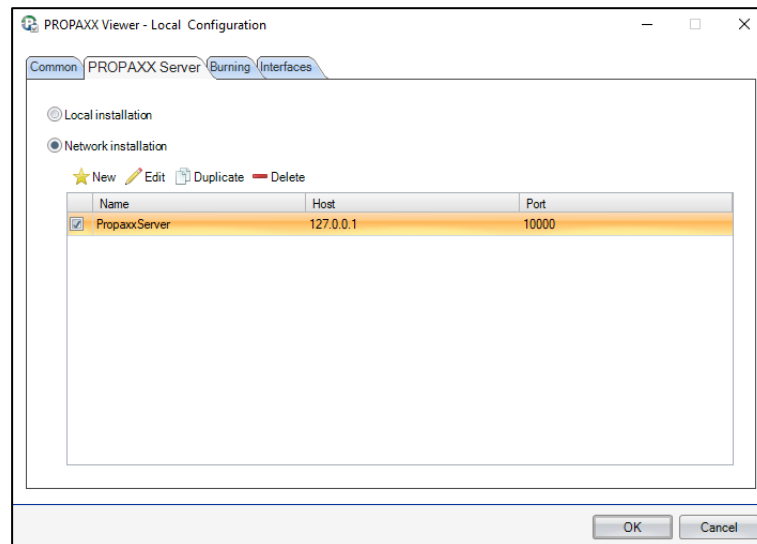 PROPAXX Viewer - Local Configuration
Common PROPAXX Server Burning Interfaces
Local installation
Network installation
New Edit Duplicate Delete
Name Host Port
PropaxxServer 127.0.0.1 10000
OK Cancel